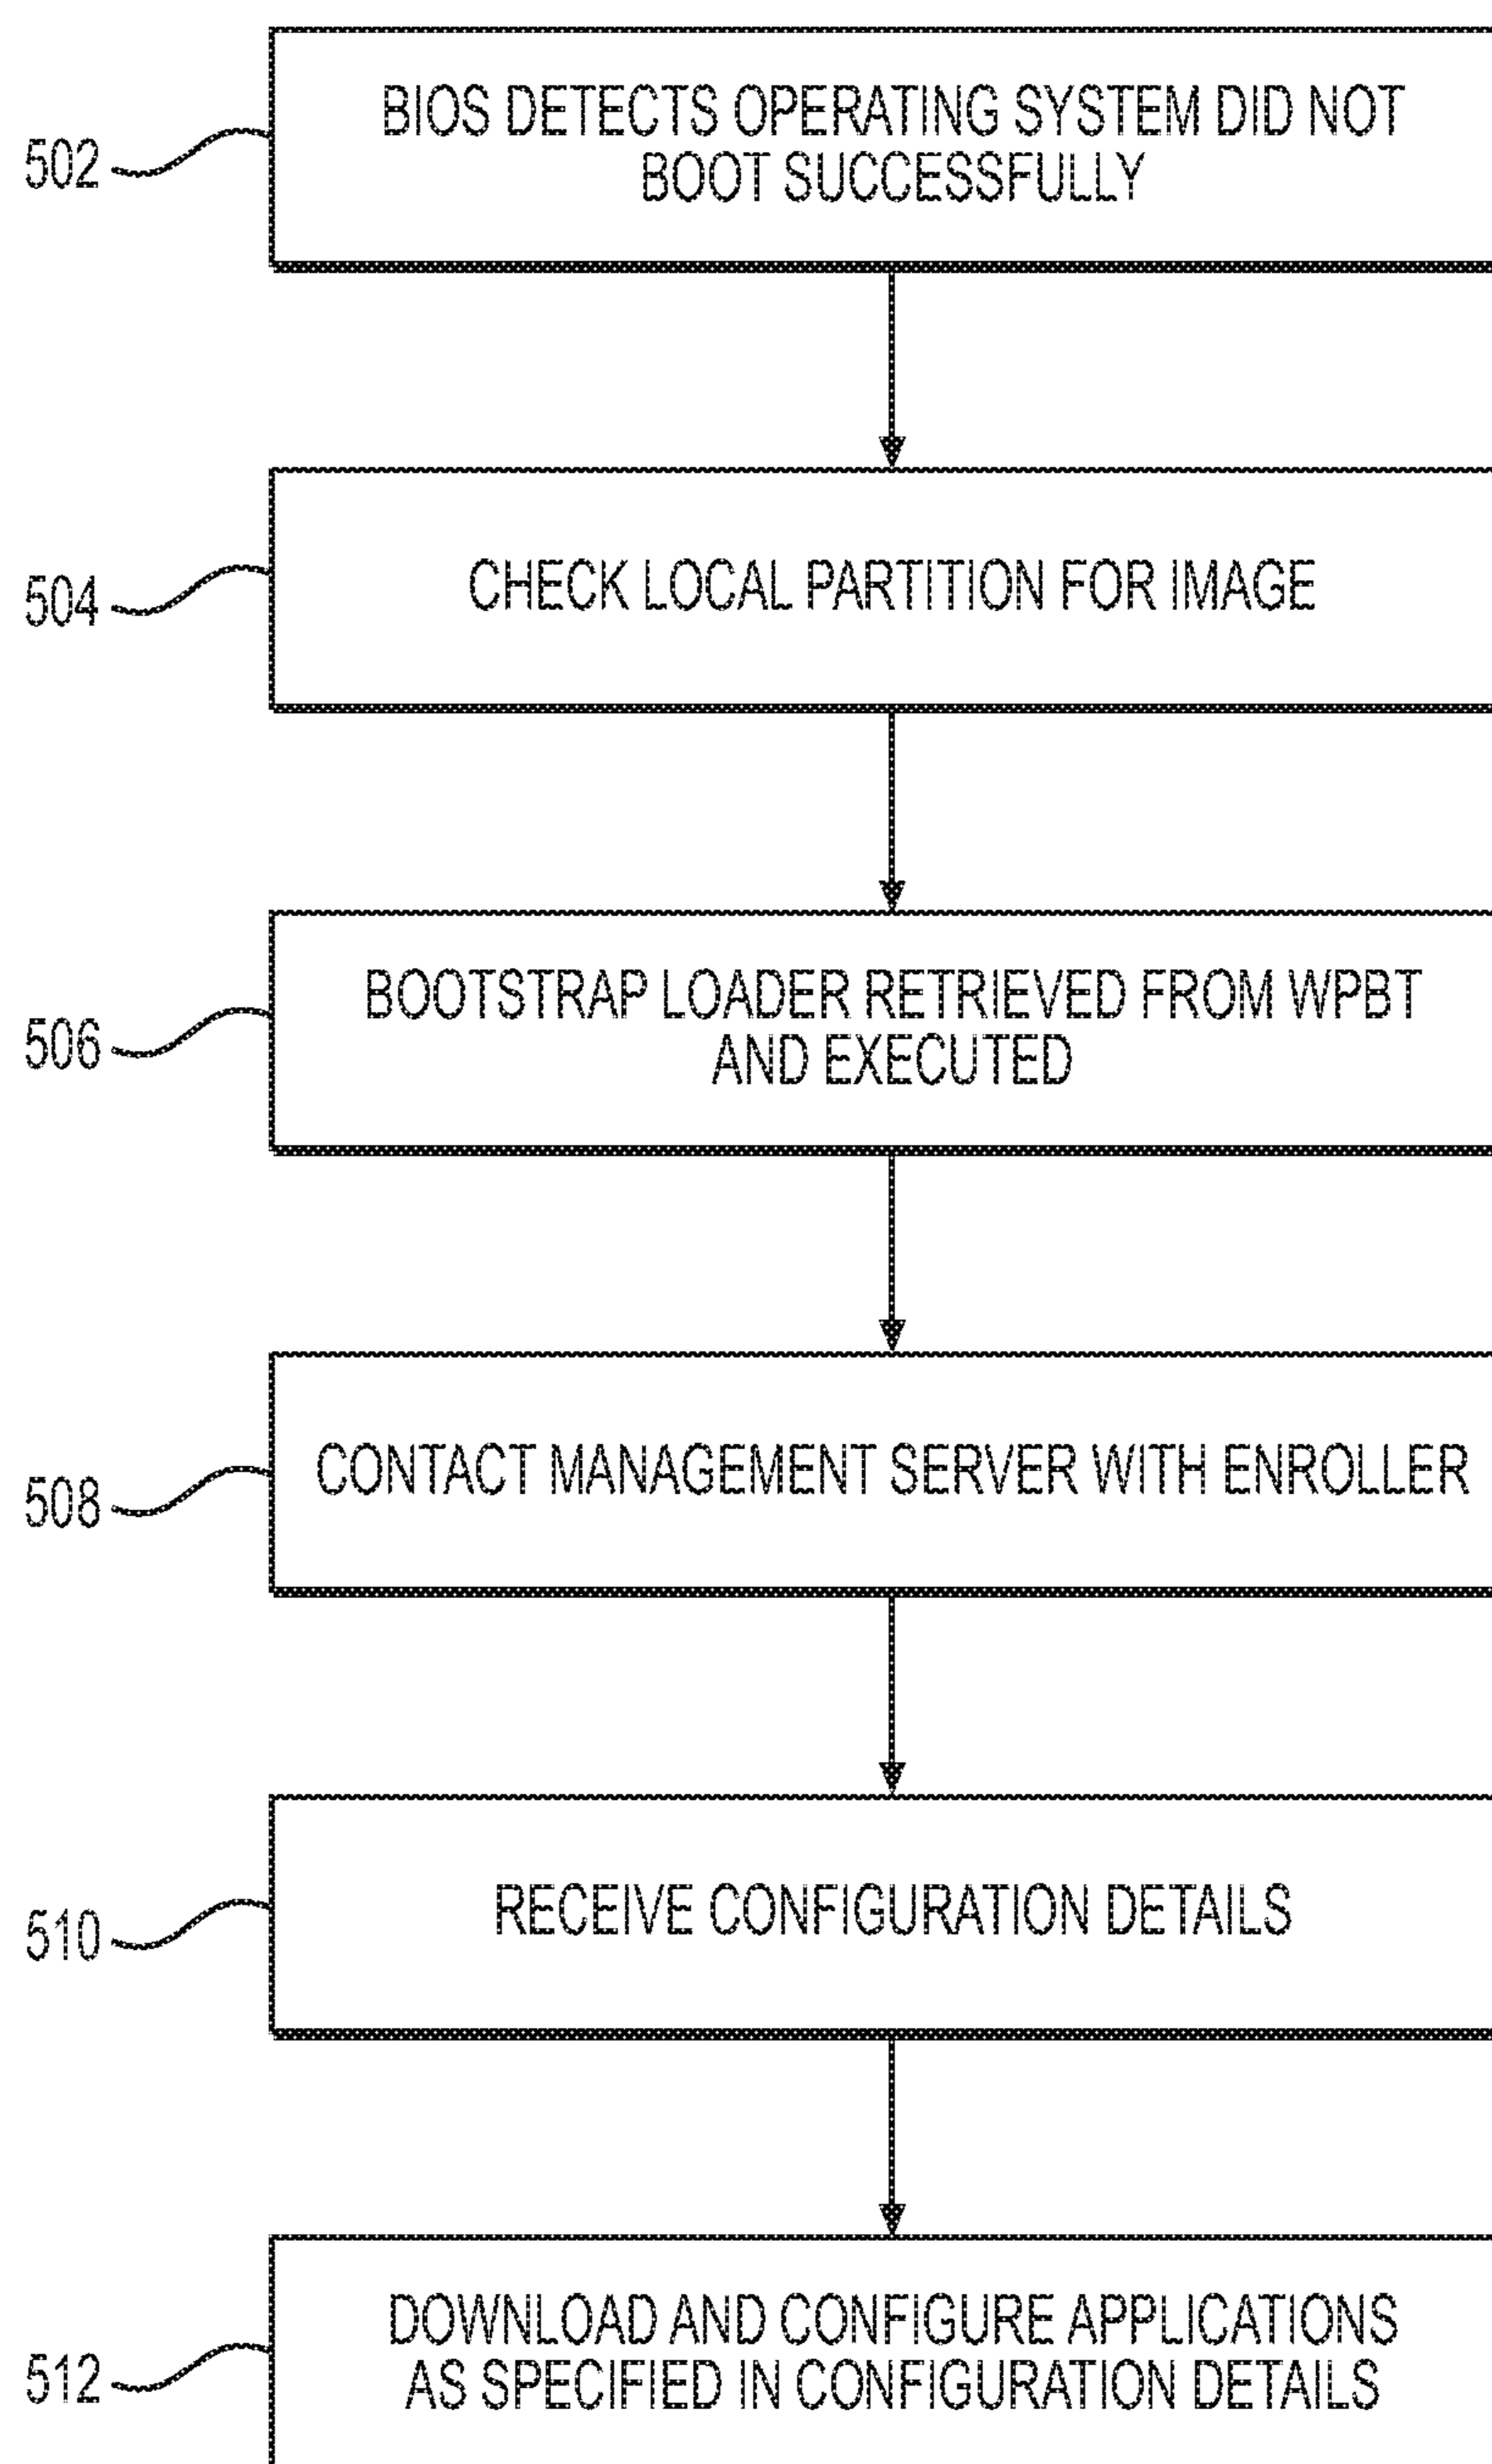 502
BIOS DETECTS OPERATING SYSTEM DID NOT
BOOT SUCCESSFULLY
504
CHECK LOCAL PARTITION FOR IMAGE
506
BOOTSTRAP LOADER RETRIEVED FROM WPBT
AND EXECUTED
508
CONTACT MANAGEMENT SERVER WITH ENROLLER
510
RECEIVE CONFIGURATION DETAILS
512
DOWNLOAD AND CONFIGURE APPLICATIONS
AS SPECIFIED IN CONFIGURATION DETAILS